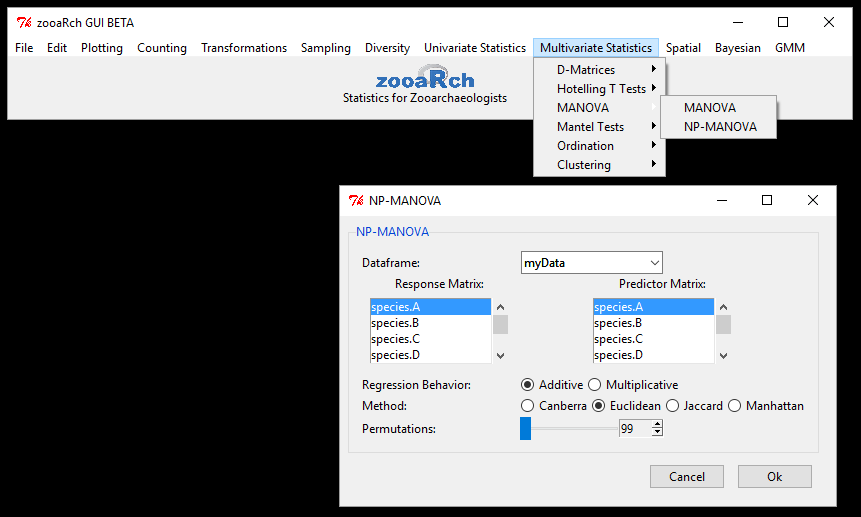 zooaRch GUI BETA
File Edit Plotting Counting Transformations Sampling Diversity Univariate Statistics Multivariate Statistics Spatial Bayesian GMM
zooaRch
Statistics for Zooarchaeologists
D-Matrices
Hotelling T Tests
MANOVA
Mantel Tests
Ordination
Clustering
MANOVA
NP-MANOVA
NP-MANOVA
NP-MANOVA
Dataframe: myData
Response Matrix: Predictor Matrix:
species.A species.A
species.B species.B
species.C species.C
species.D species.D
Regression Behavior: Additive Multiplicative
Method: Canberra Euclidean Jaccard Manhattan
Permutations: 99
Cancel Ok